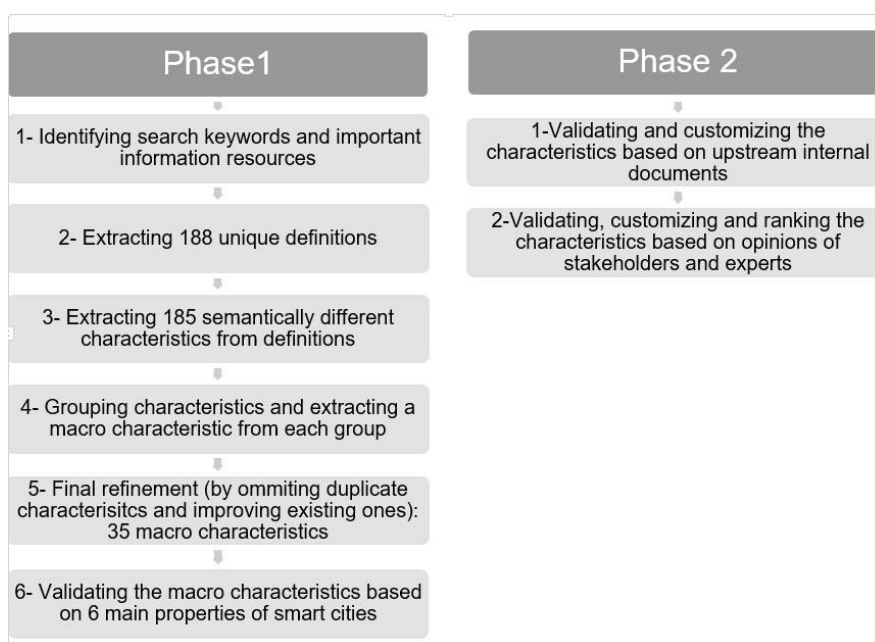 Phase1
1- Identifying search keywords and important
information resources
2- Extracting 188 unique definitions
3- Extracting 185 semantically different
characteristics from definitions
4- Grouping characteristics and extracting a
macro characteristic from each group
5- Final refinement (by ommiting duplicate
characterisitcs and improving existing ones):
35 macro characteristics
6- Validating the macro characteristics based
on 6 main properties of smart cities
Phase 2
1-Validating and customizing the
characteristics based on upstream internal
documents
2-Validating, customizing and ranking the
characteristics based on opinions of
stakeholders and experts